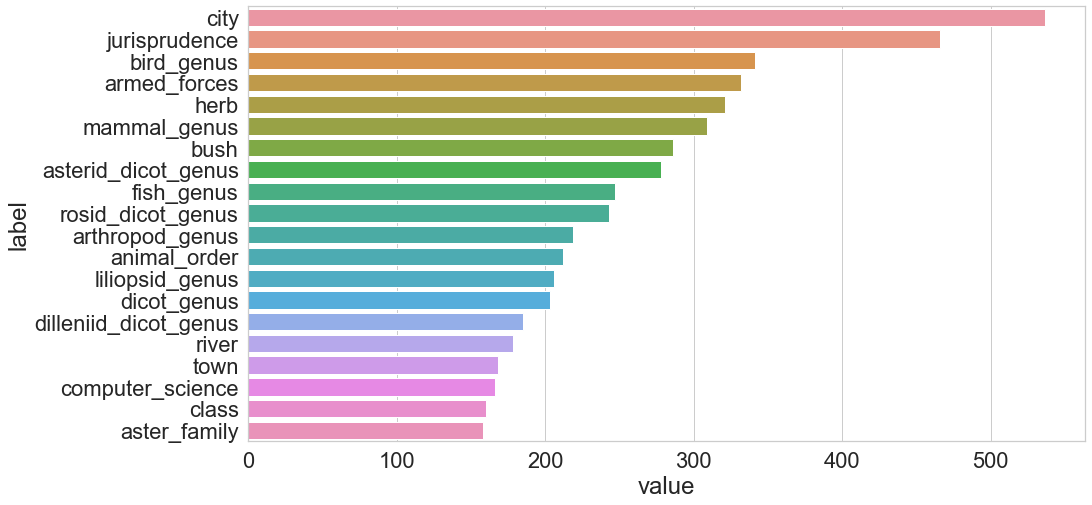 city
jurisprudence
bird_genus
armed_forces
herb
mammal_genus
bush
asterid_dicot_genus
fish_genus
rosid_dicot_genus
arthropod_genus
animal_order
liliopsid_genus
dicot_genus
dilleniid_dicot_genus
river
town
computer_science
class
aster_family
label
0 100 200 300 400 500
value